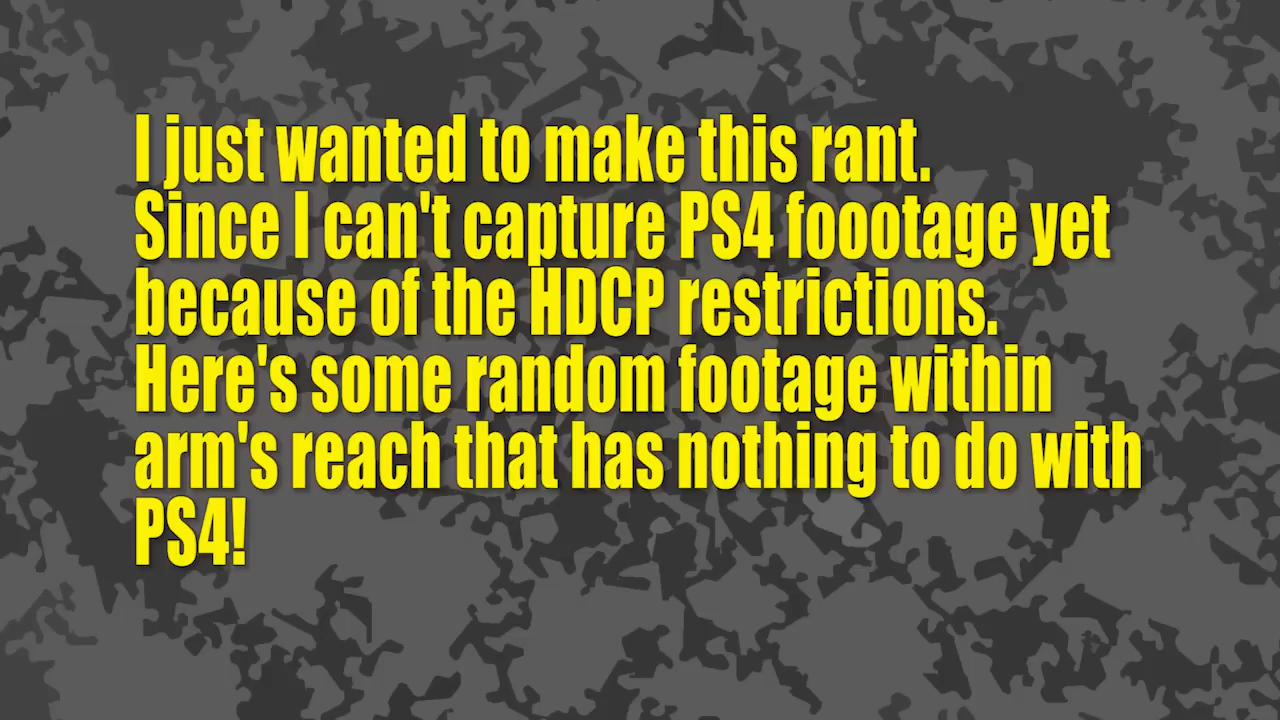 I just wanted to make this rant.
Since I can't capture PS4 foootage yet
because of the HDCP restrictions.
Here's some random footage within
arm's reach that has nothing to do with
PS4!